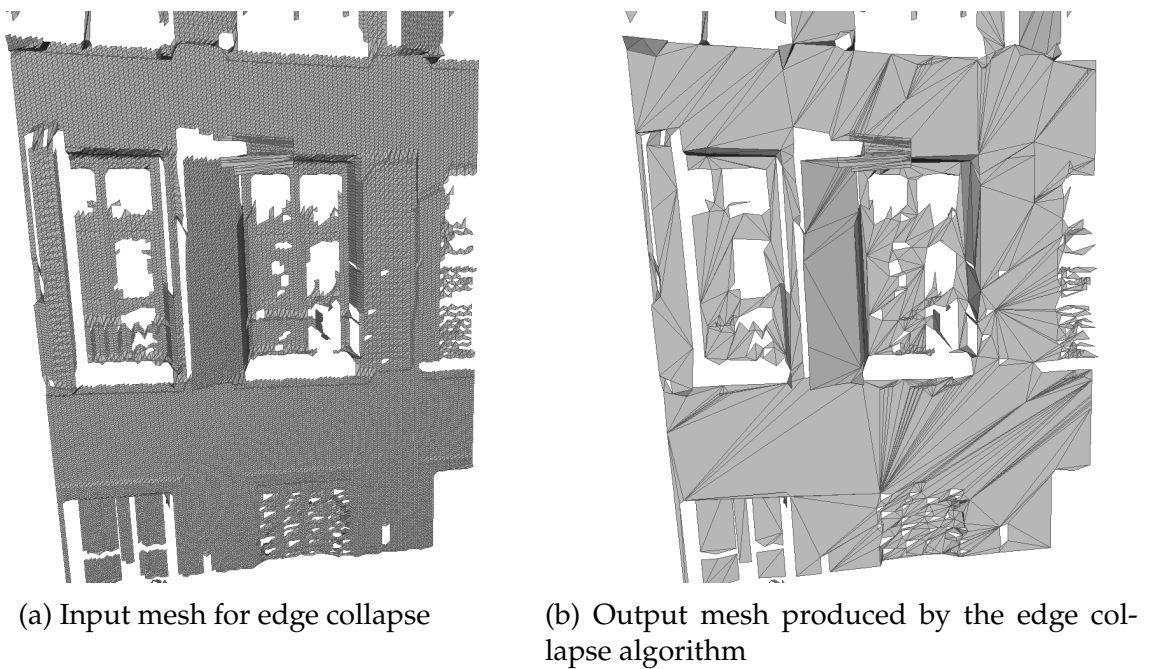 (a) Input mesh for edge collapse
(b) Output mesh produced by the edge col-
lapse algorithm